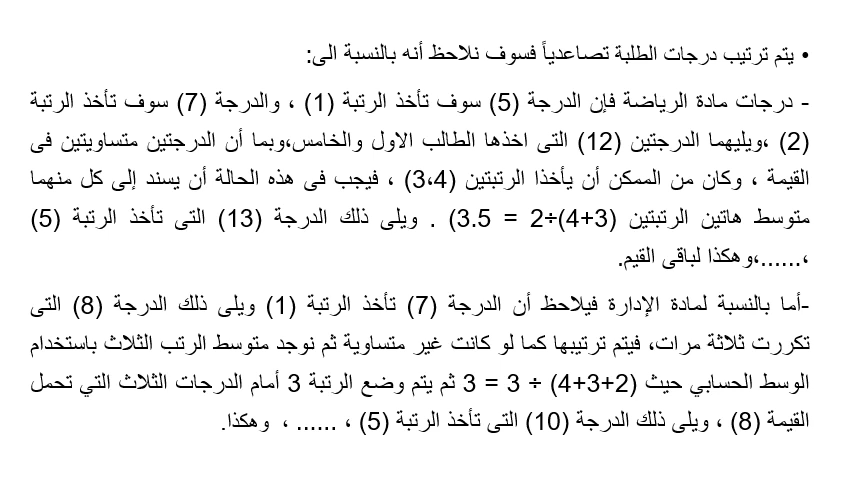 • يتم ترتيب درجات الطلبة تصاعدياً فسوف نلاحظ أنه بالنسبة الى:
- درجات مادة الرياضة فإن الدرجة (5) سوف تأخذ الرتبة (1) ، والدرجة (7) سوف تأخذ الرتبة
(2) ،ويليهما الدرجتين (12) التى اخذها الطالب الاول والخامس،وبما أن الدرجتين متساويتين فى
القيمة ، وكان من الممكن أن يأخذا الرتبتين (3،4) ، فيجب فى هذه الحالة أن يسند إلى كل منهما
متوسط هاتين الرتبتين (3+4)÷2 = 3.5) . ويلى ذلك الدرجة (13) التى تأخذ الرتبة (5)
،......،وهكذا لباقى القيم.
-أما بالنسبة لمادة الإدارة فيلاحظ أن الدرجة (7) تأخذ الرتبة (1) ويلى ذلك الدرجة (8) التى
تكررت ثلاثة مرات، فيتم ترتيبها كما لو كانت غير متساوية ثم نوجد متوسط الرتب الثلاث باستخدام
الوسط الحسابي حيث (2+3+4) ÷ 3 = 3 ثم يتم وضع الرتبة 3 أمام الدرجات الثلاث التي تحمل
القيمة (8) ، ويلى ذلك الدرجة (10) التى تأخذ الرتبة (5) ، ...... ، وهكذا.